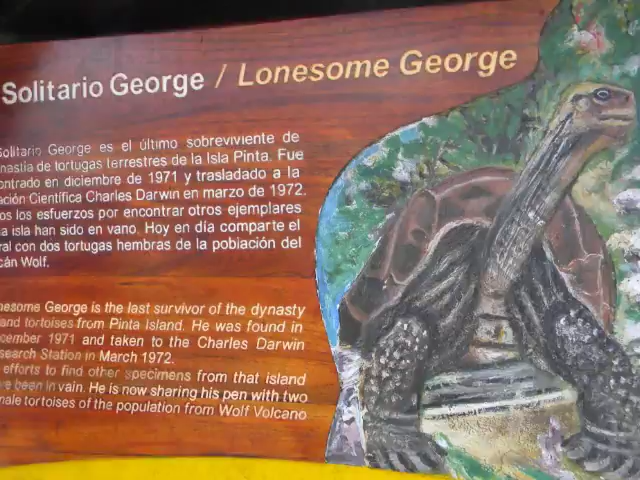 Solitario George / Lonesome George
Solitario George es el último sobreviviente de
nastia de tortugas terrestres de la Isla Pinta. Fue
ontrado en diciembre de 1971 y trasladado a la
ación Científica Charles Darwin en marzo de 1972.
os los esfuerzos por encontrar otros ejemplares
a isla han sido en vano. Hoy en día comparte el
ral con dos tortugas hembras de la población del
cán Wolf.
nesome George is the last survivor of the dynasty
and tortoises from Pinta Island. He was found in
cember 1971 and taken to the Charles Darwin
search Station in March 1972.
efforts to find other specimens from that island
ve been in vain. He is now sharing his pen with two
male tortoises of the population from Wolf Volcano